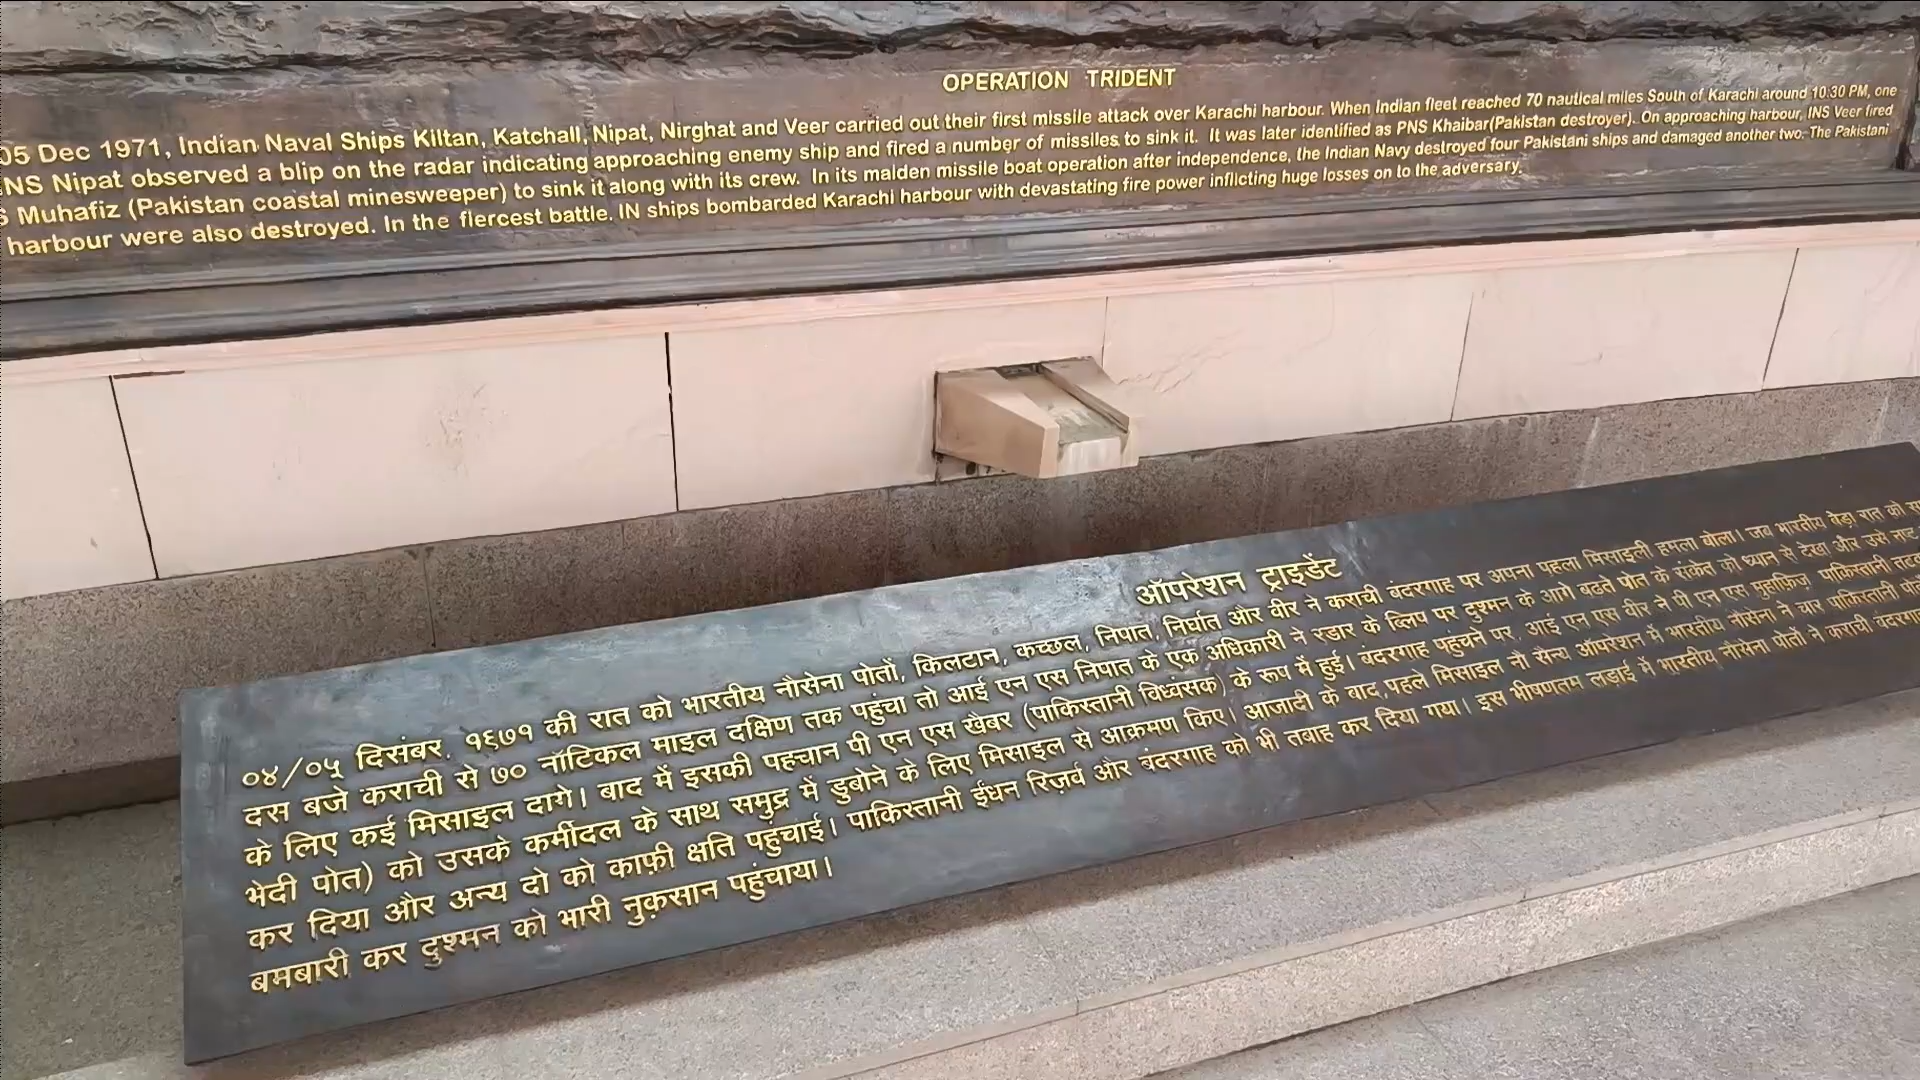 OPERATION TRIDENT
05 Dec 1971, Indian Naval Ships Kiltan, Katchall, Nipat, Nirghat and Veer carried out their first missile attack over Karachi harbour. When Indian fleet reached 70 nautical miles South of Karachi around 10:30 PM, one
NS Nipat observed a blip on the radar indicating approaching enemy ship and fired a number of missiles to sink it. It was later identified as PNS Khaibar(Pakistan destroyer). On approaching harbour, INS Veer fired
S Muhafiz (Pakistan coastal minesweeper) to sink it along with its crew. In its maiden missile boat operation after independence, the Indian Navy destroyed four Pakistani ships and damaged another two. The Pakistani
harbour were also destroyed. In the fiercest battle. IN ships bombarded Karachi harbour with devastating fire power inflicting huge losses on to the adversary.
ऑपरेशन ट्राइडेंट
०४/०५ दिसंबर, १९७१ की रात को भारतीय नौसेना पोतों, किलटान, कच्छल, निपात, निर्घात और वीर ने कराची बंदरगाह पर अपना पहला मिसाइली हमला बोला। जब भारतीय बेड़ा रात को
दस बजे कराची से ७० नॉटिकल माइल दक्षिण तक पहुंचा तो आई एन एस निपात के एक अधिकारी ने रडार के ब्लिप पर दुश्मन के आगे बढते पोत के संकेत को ध्यान से देखा और उसे नष्ट
के लिए कई मिसाइल दागे। बाद में इसकी पहचान पी एन एस खैबर (पाकिस्तानी विध्वंसक) के रूप में हुई। बंदरगाह पहुंचने पर, आई एन एस वीर ने पी एन एस मुहाफ़िज़ पाकिस्तानी
भेदी पोत) को उसके कर्मीदल के साथ समुद्र में डुबोने के लिए मिसाइल से आक्रमण किए। आजादी के बाद,पहले मिसाइल नौ सैन्य ऑपरेशन में भारतीय नौसेना ने चार पाकिस्तानी
कर दिया और अन्य दो को काफ़ी क्षति पहुंचाई। पाकिस्तानी ईंधन रिज़र्व और बंदरगाह को भी तबाह कर दिया गया। इस भीषणतम लड़ाई में भारतीय नौसेना पोतों ने कराची
बमबारी कर दुश्मन को भारी नुक़सान पहुंचाया।